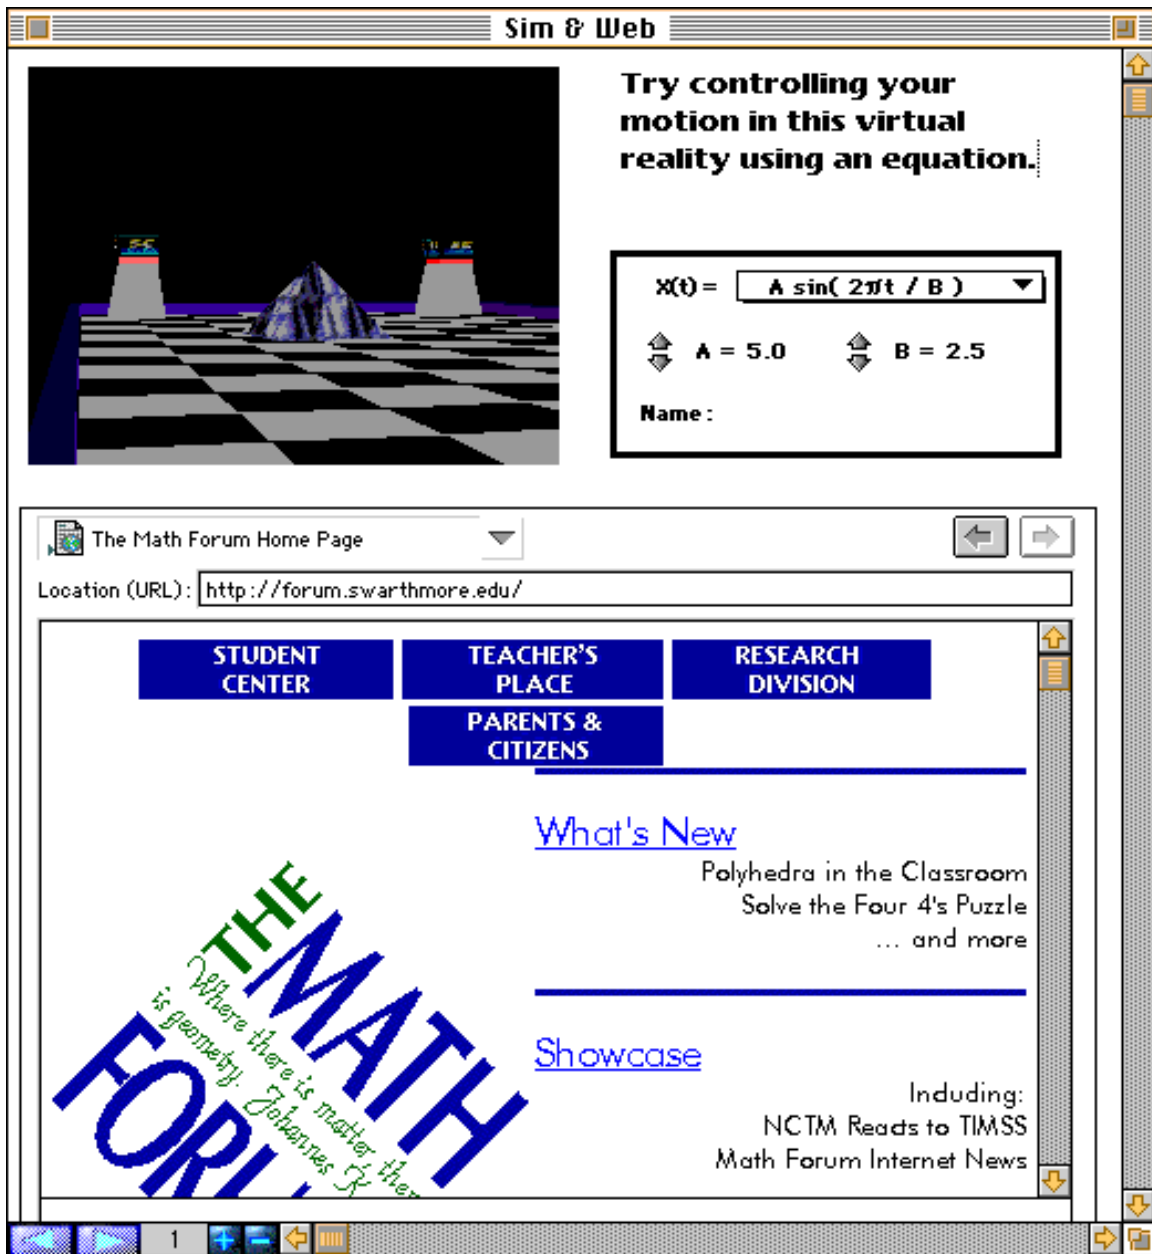 Sim & Web
Try controlling your
motion in this virtual
reality using an equation.
X(t) = A sin( 2πt / B )
A = 5.0 B = 2.5
Name:
The Math Forum Home Page
Location (URL): http://forum.swarthmore.edu/
STUDENT CENTER
TEACHER'S PLACE
RESEARCH DIVISION
PARENTS & CITIZENS
What's New
Polyhedra in the Classroom
Solve the Four 4's Puzzle
... and more
Showcase
Including:
NCTM Reacts to TIMSS
Math Forum Internet News
THE
MATH
Where there is matter
is geometry. Johannes K
FORU
1